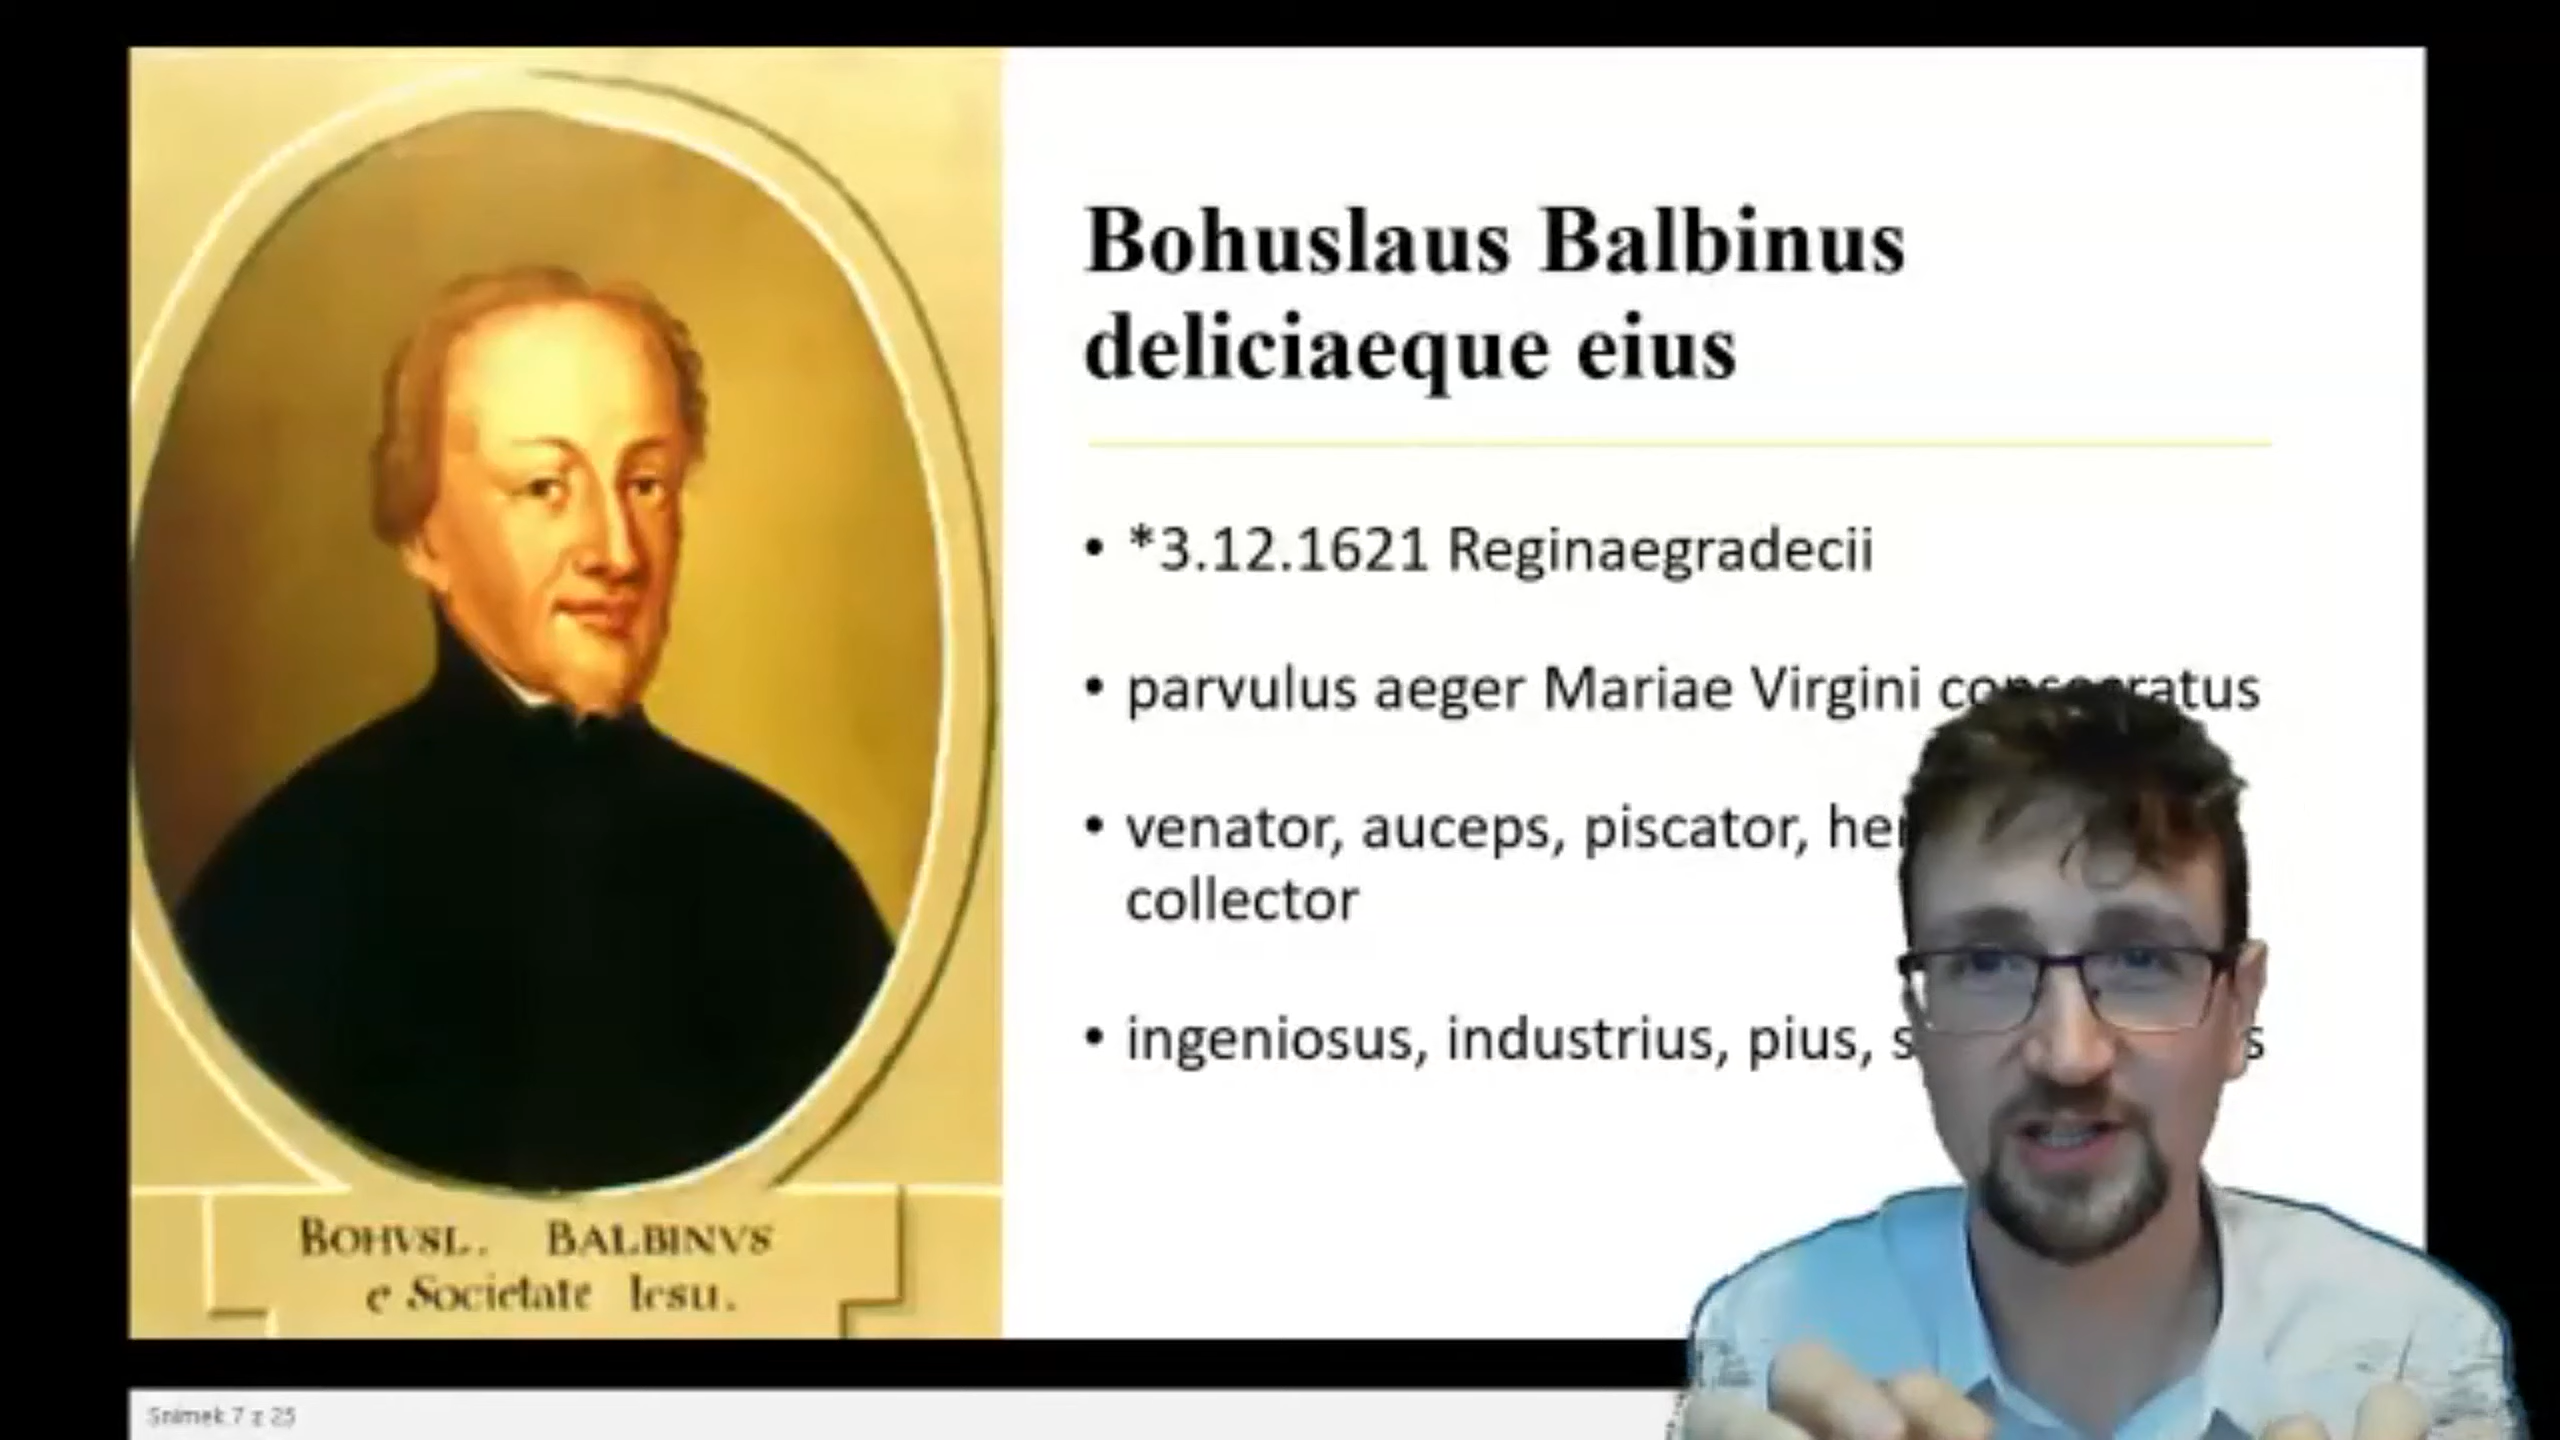 Bohuslaus Balbinus
deliciaeque eius
• *3.12.1621 Reginaegradecii
• parvulus aeger Mariae Virgini consecratus
• venator, auceps, piscator,
collector
• ingeniosus, industrius, pius,
BOHVSL. BALBINVS
e Societate Iesu.
Snímek 7 z 25